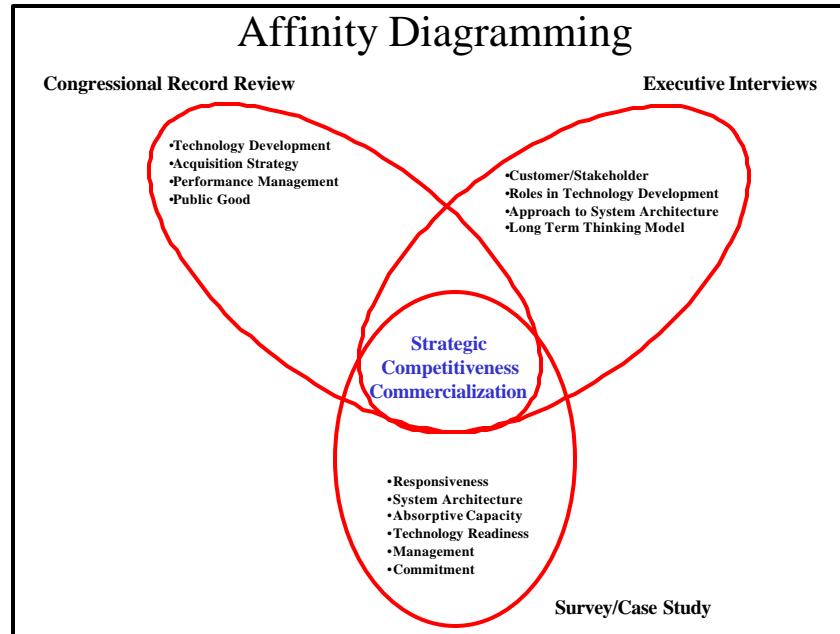 Affinity Diagramming
Congressional Record Review
Executive Interviews
•Technology Development
•Acquisition Strategy
•Performance Management
•Public Good
•Customer/Stakeholder
•Roles in Technology Development
•Approach to System Architecture
•Long Term Thinking Model
Strategic
Competitiveness
Commercialization
•Responsiveness
•System Architecture
•Absorptive Capacity
•Technology Readiness
•Management
•Commitment
Survey/Case Study